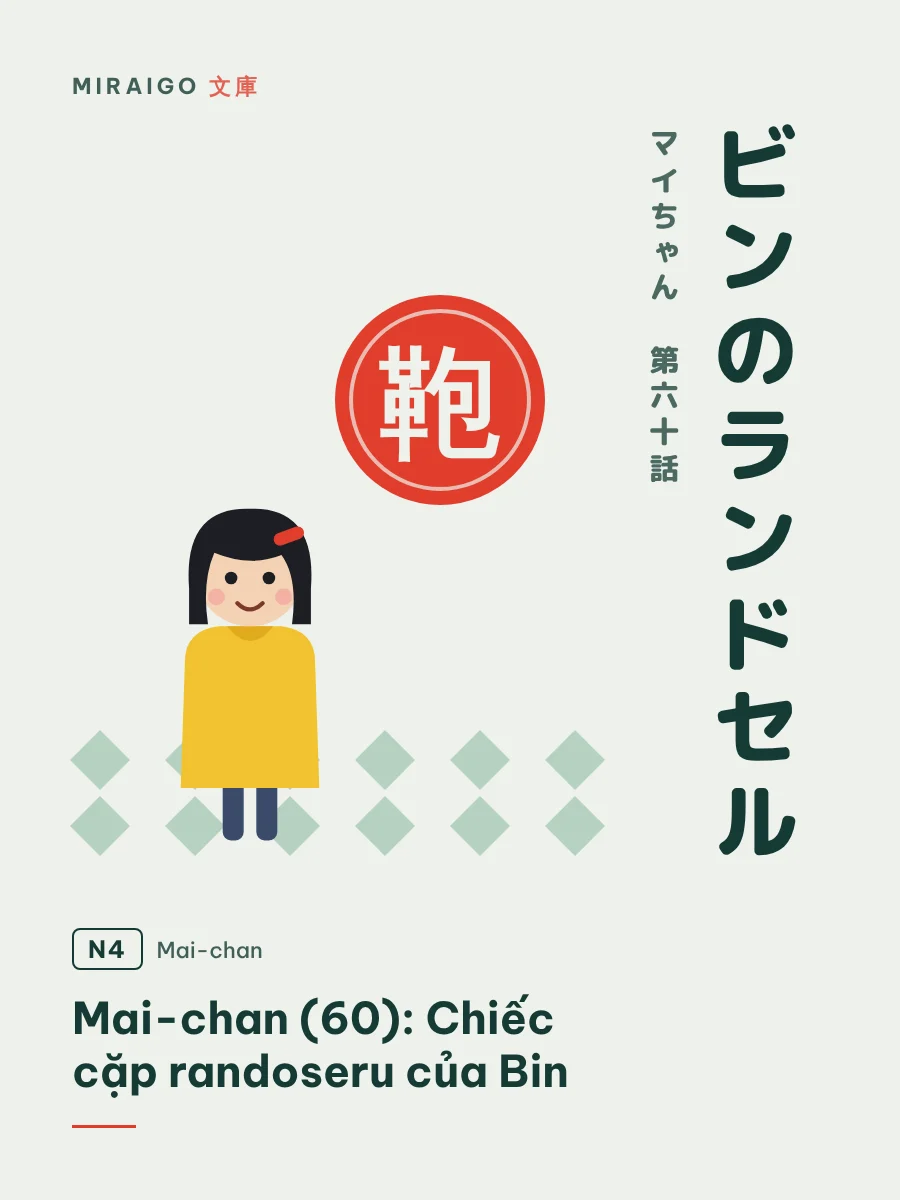 MIRAIGO 文庫
ビンのランドセル
マイちゃん 第六十話
鞄
N4 Mai-chan
Mai-chan (60): Chiếc
cặp randoseru của Bin